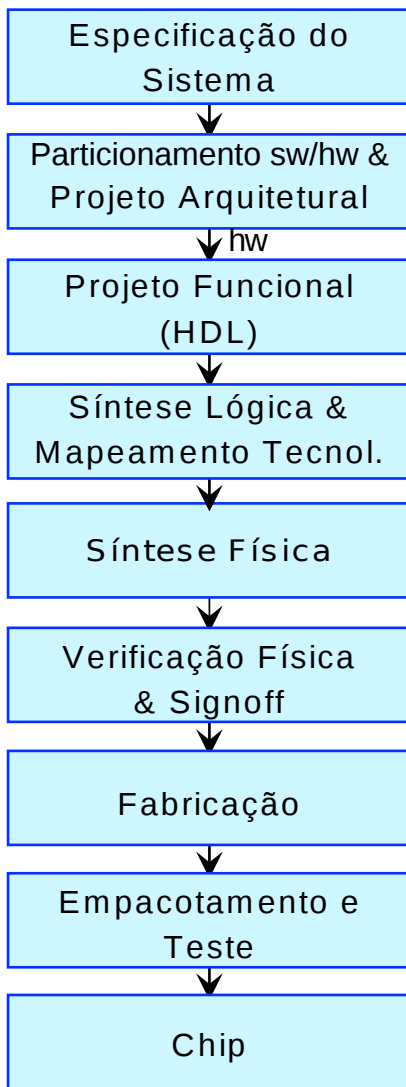 Especificação do
Sistema
Particionamento sw/hw &
Projeto Arquitetural
hw
Projeto Funcional
(HDL)
Síntese Lógica &
Mapeamento Tecnol.
Síntese Física
Verificação Física
& Signoff
Fabricação
Empacotamento e
Teste
Chip